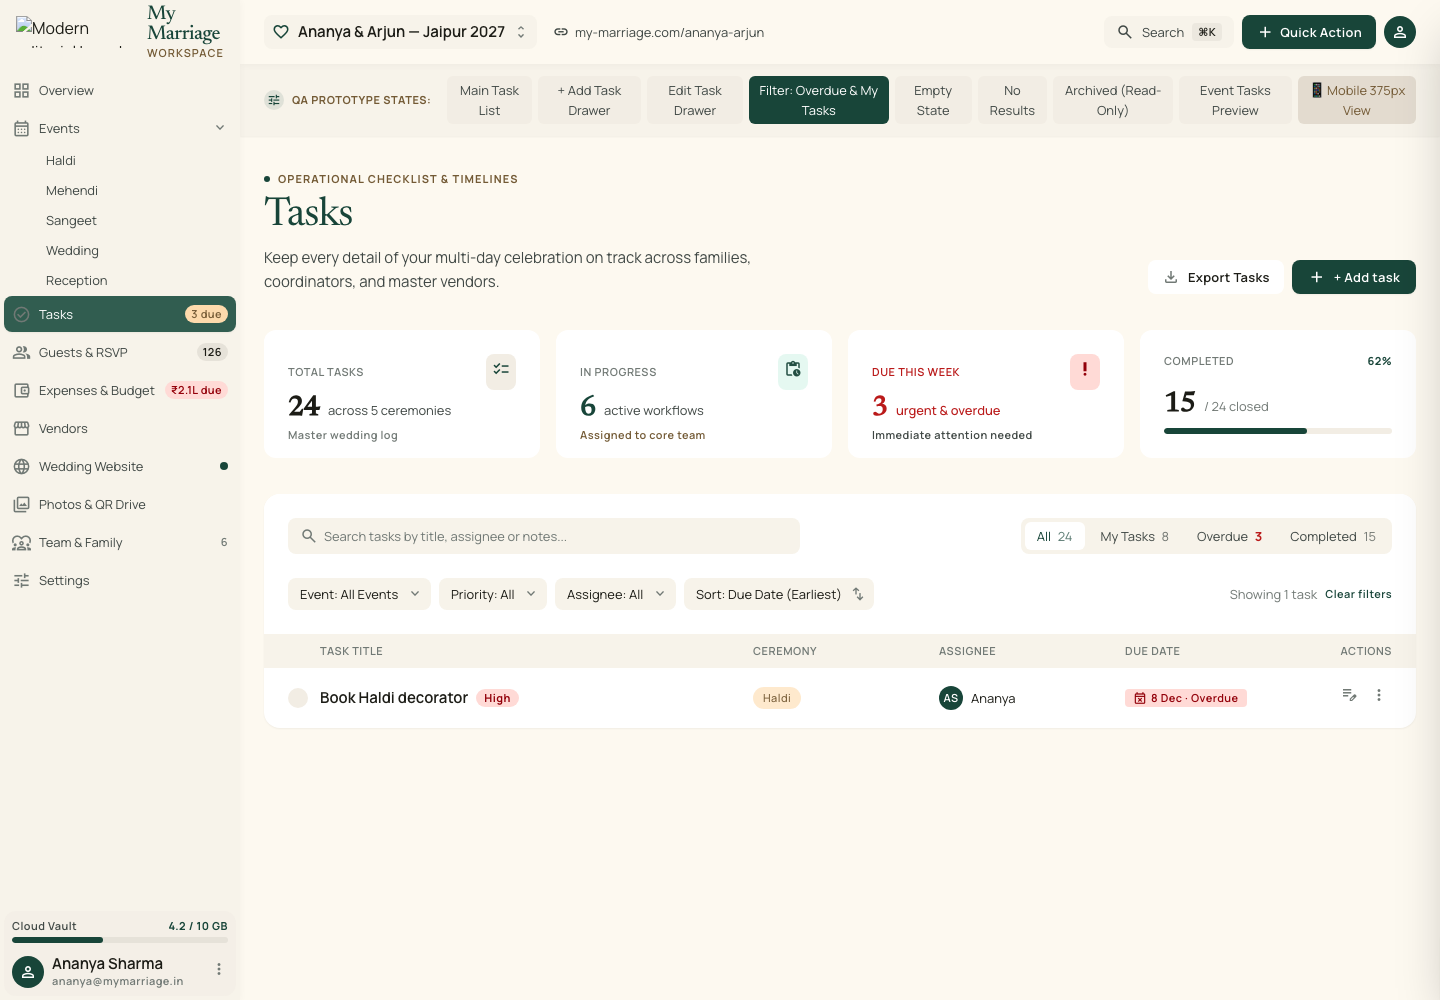 Modern
My
Marriage
WORKSPACE
Overview
Events
Haldi
Mehendi
Sangeet
Wedding
Reception
Tasks 3 due
Guests & RSVP 126
Expenses & Budget ₹2.1L due
Vendors
Wedding Website
Photos & QR Drive
Team & Family 6
Settings
Cloud Vault 4.2 / 10 GB
Ananya Sharma
ananya@mymarriage.in
Ananya & Arjun — Jaipur 2027
my-marriage.com/ananya-arjun
Search ⌘K
Quick Action
QA PROTOTYPE STATES:
Main Task
List
+ Add Task
Drawer
Edit Task
Drawer
Filter: Overdue & My
Tasks
Empty
State
No
Results
Archived (Read-
Only)
Event Tasks
Preview
📱 Mobile 375px
View
OPERATIONAL CHECKLIST & TIMELINES
Tasks
Keep every detail of your multi-day celebration on track across families,
coordinators, and master vendors.
Export Tasks
+ Add task
TOTAL TASKS
24 across 5 ceremonies
Master wedding log
IN PROGRESS
6 active workflows
Assigned to core team
DUE THIS WEEK
3 urgent & overdue
Immediate attention needed
COMPLETED 62%
15 / 24 closed
Search tasks by title, assignee or notes...
All 24 My Tasks 8 Overdue 3 Completed 15
Event: All Events Priority: All Assignee: All Sort: Due Date (Earliest)
Showing 1 task Clear filters
TASK TITLE CEREMONY ASSIGNEE DUE DATE ACTIONS
Book Haldi decorator High Haldi AS Ananya 8 Dec · Overdue